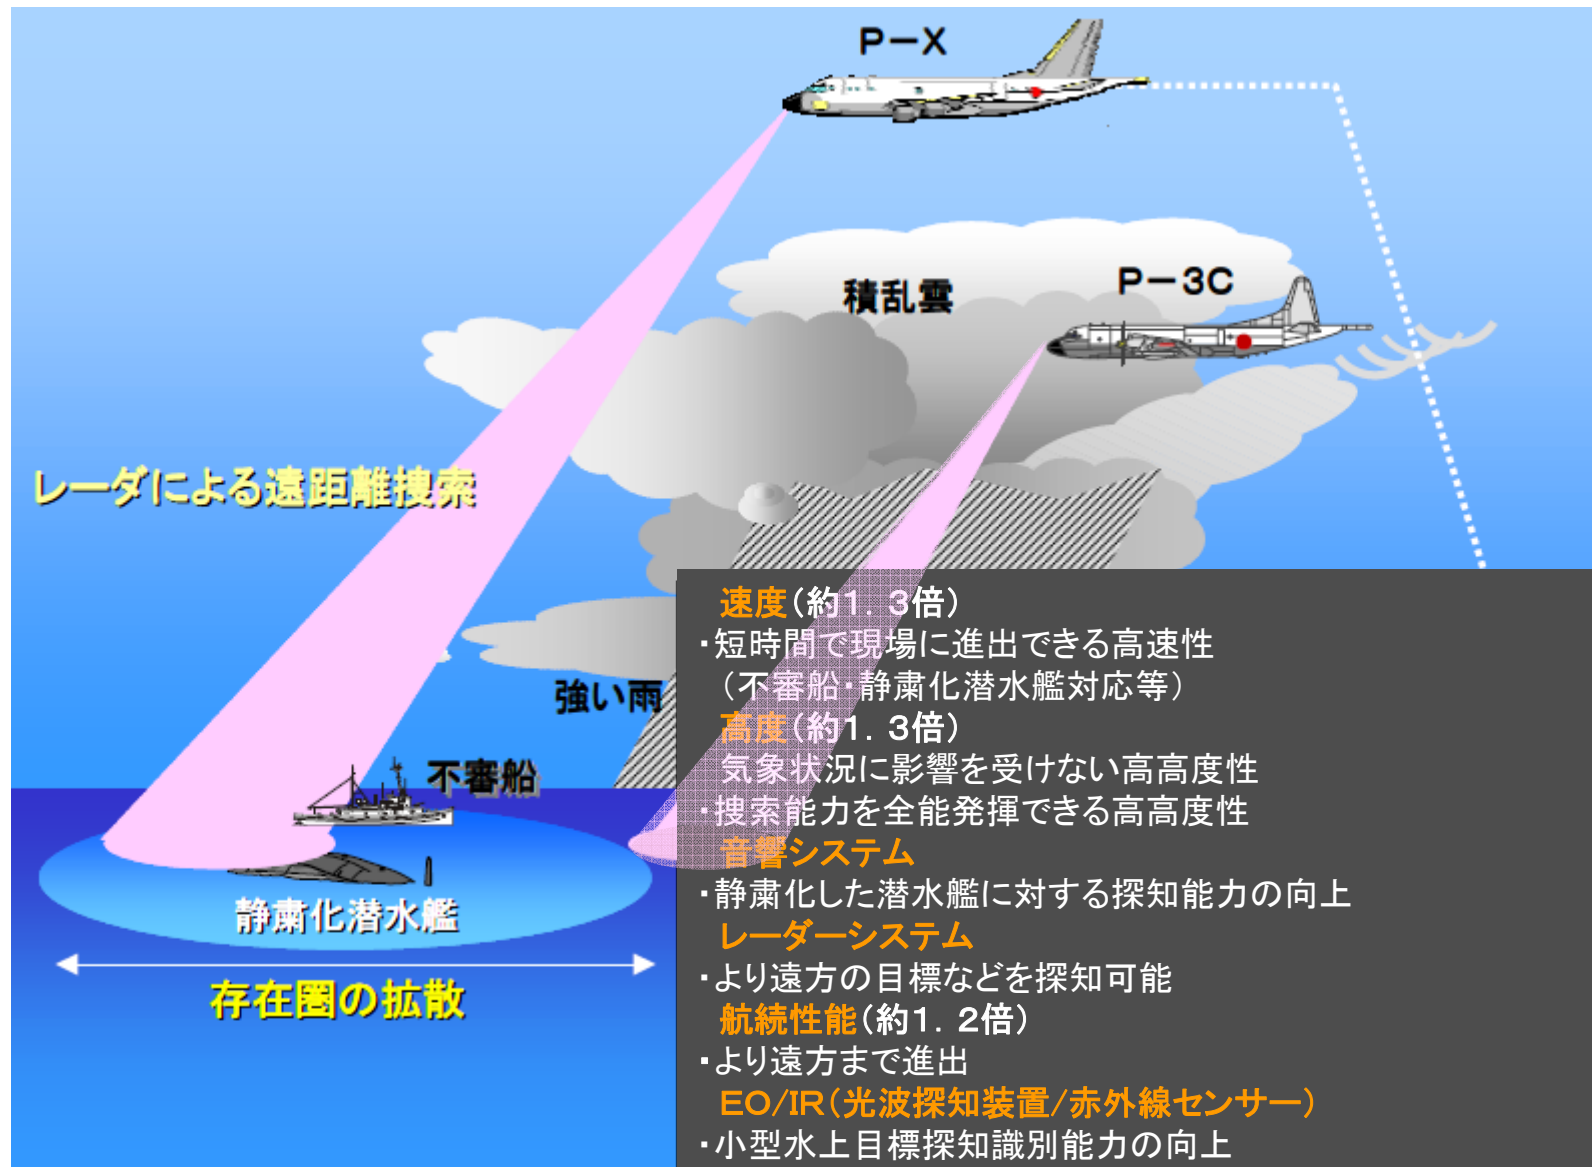 P－X
P－3C
積乱雲
レーダによる遠距離捜索
強い雨
不審船
静粛化潜水艦
存在圏の拡散
速度（約1．3倍）
・短時間で現場に進出できる高速性
（不審船・静粛化潜水艦対応等）
高度（約1．3倍）
気象状況に影響を受けない高高度性
・捜索能力を全能発揮できる高高度性
音響システム
・静粛化した潜水艦に対する探知能力の向上
レーダーシステム
・より遠方の目標などを探知可能
航続性能（約1．2倍）
・より遠方まで進出
EO/IR（光波探知装置/赤外線センサー）
・小型水上目標探知識別能力の向上